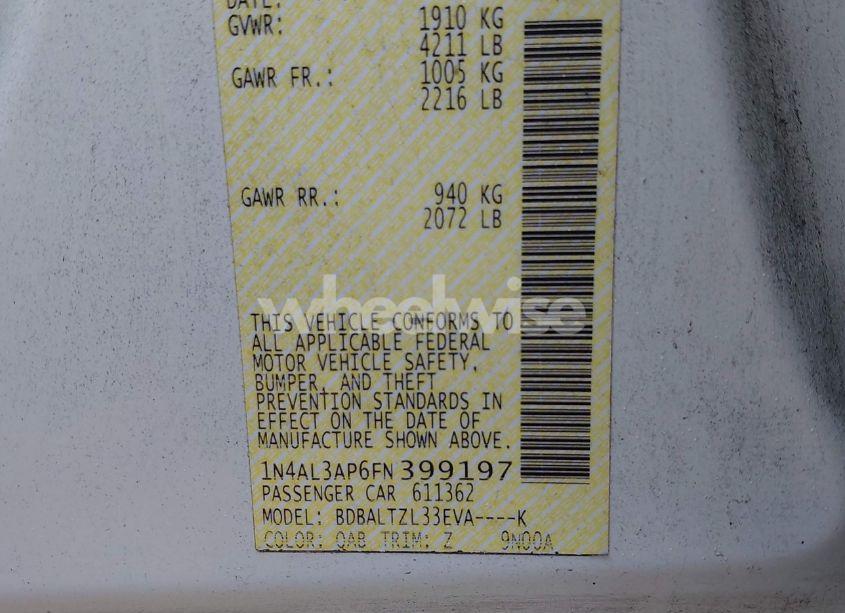 DATE:
GVWR: 1910 KG
4211 LB
GAWR FR.: 1005 KG
2216 LB
GAWR RR.: 940 KG
2072 LB
wheelwise
THIS VEHICLE CONFORMS TO
ALL APPLICABLE FEDERAL
MOTOR VEHICLE SAFETY,
BUMPER, AND THEFT
PREVENTION STANDARDS IN
EFFECT ON THE DATE OF
MANUFACTURE SHOWN ABOVE.
1N4AL3AP6FN399197
PASSENGER CAR 611362
MODEL: BDBALTZL33EVA----K
COLOR: QAB TRIM: Z 9N00A